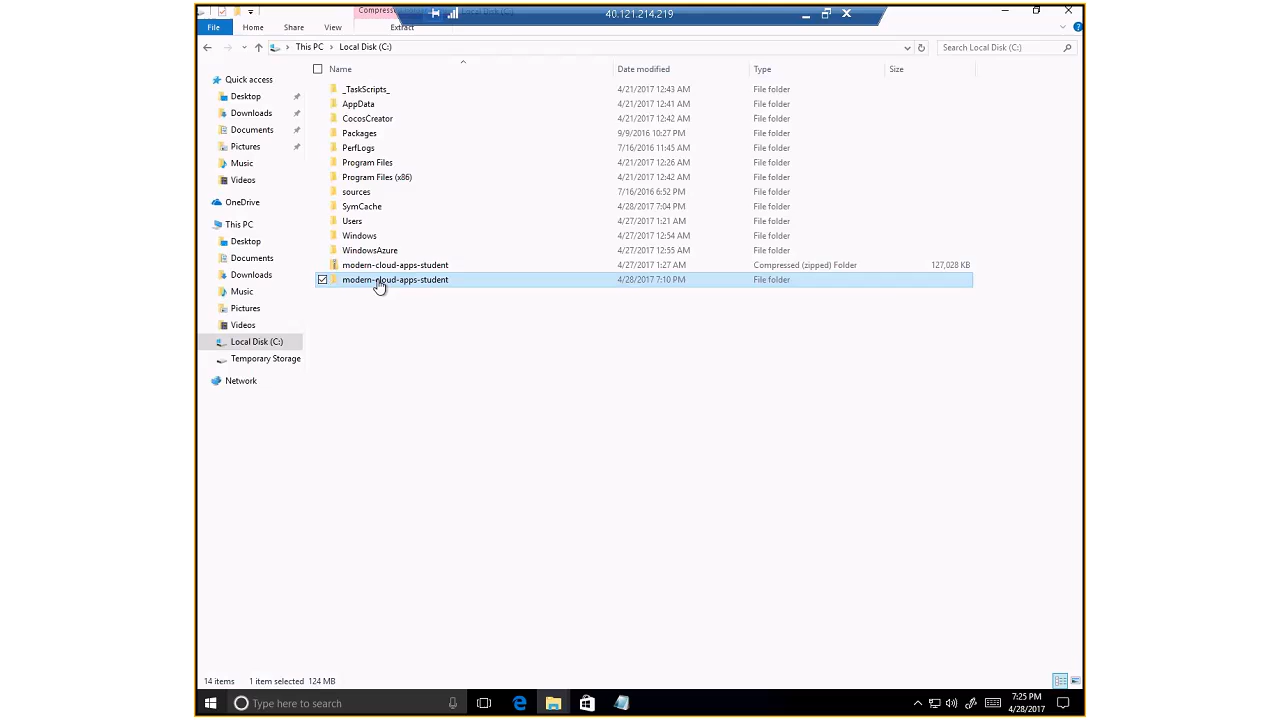 40.121.214.219
File Home Share View Extract
This PC Local Disk (C:) Search Local Disk (C:)
Name Date modified Type Size
Quick access
Desktop
Downloads
Documents
Pictures
Music
Videos
OneDrive
This PC
Desktop
Documents
Downloads
Music
Pictures
Videos
Local Disk (C:)
Temporary Storage
Network
_TaskScripts_ 4/21/2017 12:43 AM File folder
AppData 4/21/2017 12:41 AM File folder
CocosCreator 4/21/2017 12:42 AM File folder
Packages 9/9/2016 10:27 PM File folder
PerfLogs 7/16/2016 11:45 AM File folder
Program Files 4/21/2017 12:26 AM File folder
Program Files (x86) 4/21/2017 12:42 AM File folder
sources 7/16/2016 6:52 PM File folder
SymCache 4/28/2017 7:04 PM File folder
Users 4/27/2017 1:21 AM File folder
Windows 4/27/2017 12:54 AM File folder
WindowsAzure 4/27/2017 12:55 AM File folder
modern-cloud-apps-student 4/27/2017 1:27 AM Compressed (zipped) Folder 127,028 KB
modern-cloud-apps-student 4/28/2017 7:10 PM File folder
14 items 1 item selected 124 MB
Type here to search
7:25 PM
4/28/2017